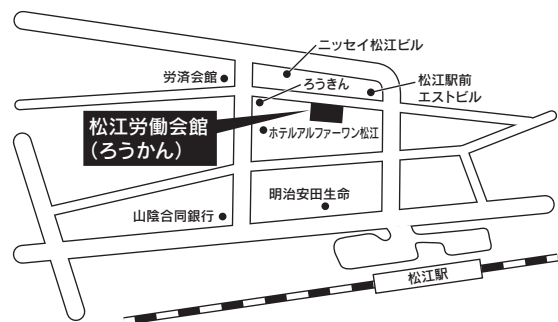 ニッセイ松江ビル
労済会館
ろうきん
松江駅前
エストビル
松江労働会館
(ろうかん)
ホテルアルファーワン松江
明治安田生命
山陰合同銀行
松江駅